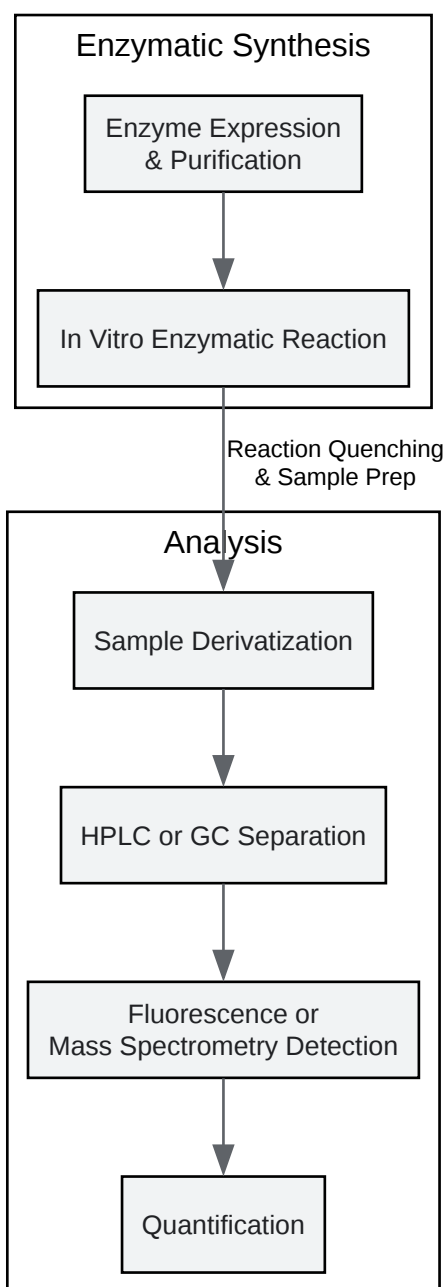 Enzymatic Synthesis
Enzyme Expression
& Purification
In Vitro Enzymatic Reaction
Reaction Quenching
& Sample Prep
Analysis
Sample Derivatization
HPLC or GC Separation
Fluorescence or
Mass Spectrometry Detection
Quantification